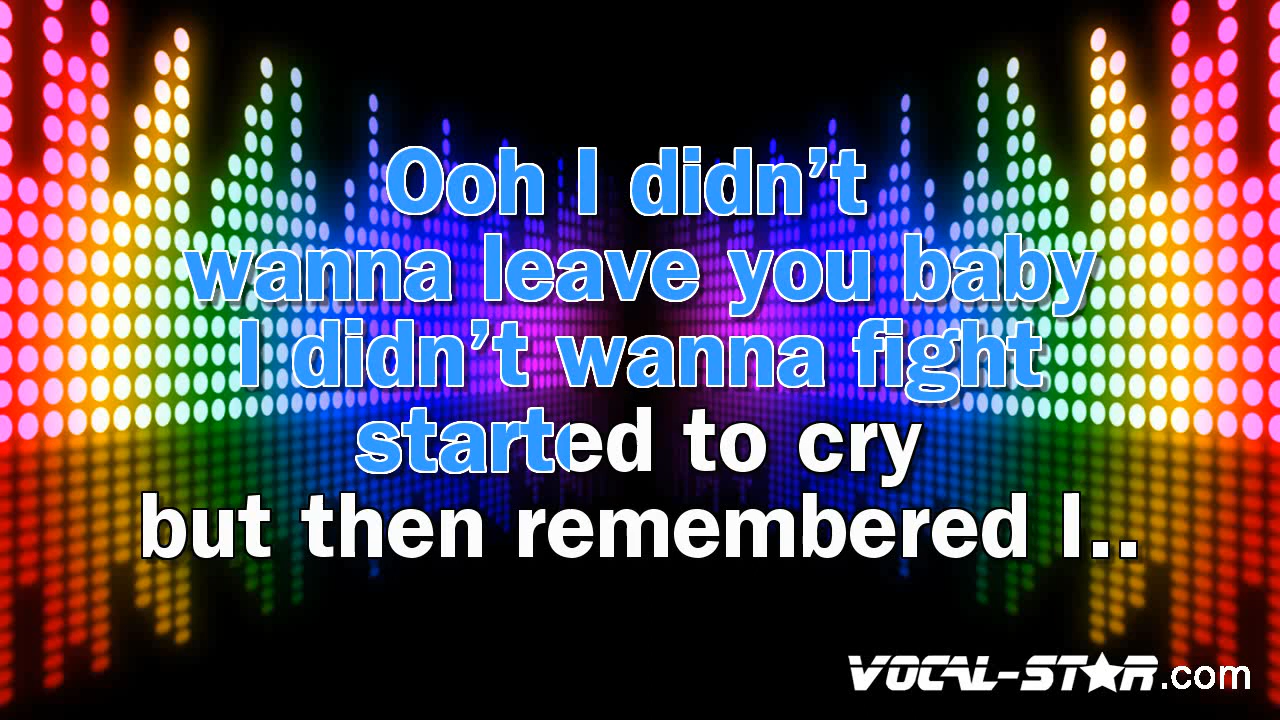 Ooh I didn't
wanna leave you baby
I didn't wanna fight
started to cry
but then remembered I..
VOCAL-STAR.com